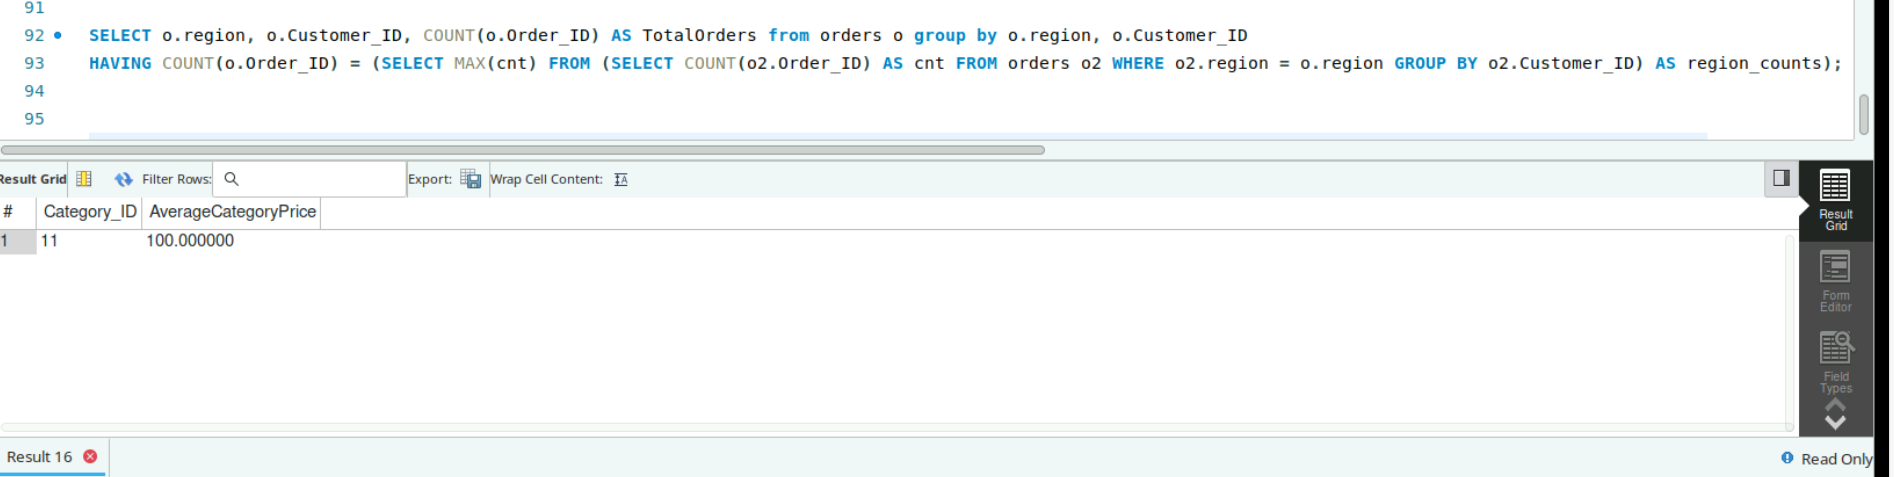 91
92 SELECT o.region, o.Customer_ID, COUNT(o.Order_ID) AS TotalOrders from orders o group by o.region, o.Customer_ID
93 HAVING COUNT(o.Order_ID) = (SELECT MAX(cnt) FROM (SELECT COUNT(o2.Order_ID) AS cnt FROM orders o2 WHERE o2.region = o.region GROUP BY o2.Customer_ID) AS region_counts);
94
95
Result Grid Filter Rows: Export: Wrap Cell Content:
# Category_ID AverageCategoryPrice
1 11 100.000000
Result
Grid
Form
Editor
Field
Types
Result 16 Read Only